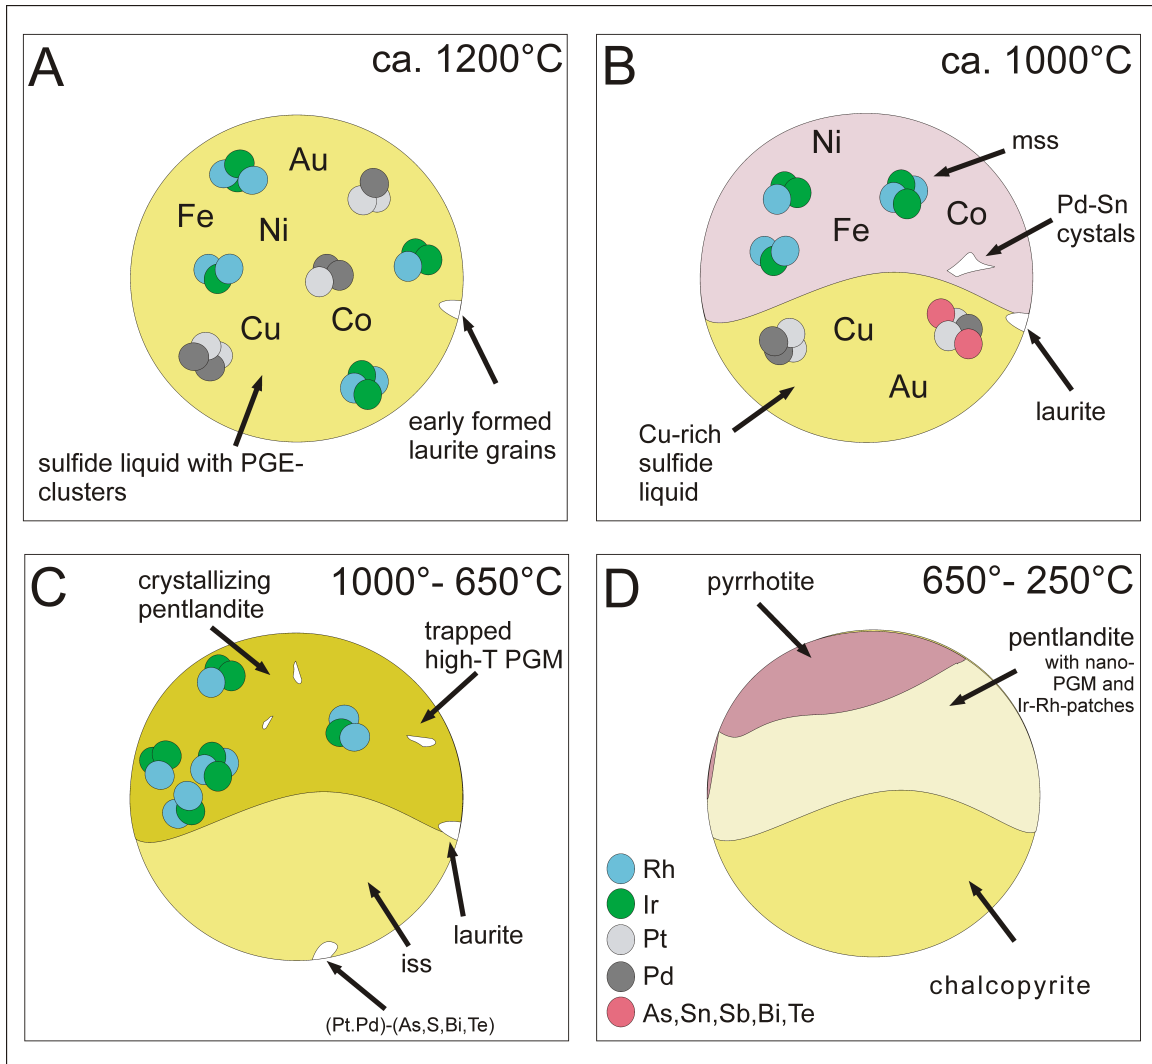 A
ca. 1200°C
Au
Fe
Ni
Cu
Co
early formed
laurite grains
sulfide liquid with PGE-
clusters
B
ca. 1000°C
Ni
mss
Co
Pd-Sn
cystals
Fe
Cu
Au
laurite
Cu-rich
sulfide
liquid
C
1000°- 650°C
crystallizing
pentlandite
trapped
high-T PGM
laurite
iss
(Pt.Pd)-(As,S,Bi,Te)
D
650°- 250°C
pyrrhotite
pentlandite
with nano-
PGM and
Ir-Rh-patches
Rh
Ir
Pt
Pd
As,Sn,Sb,Bi,Te
chalcopyrite